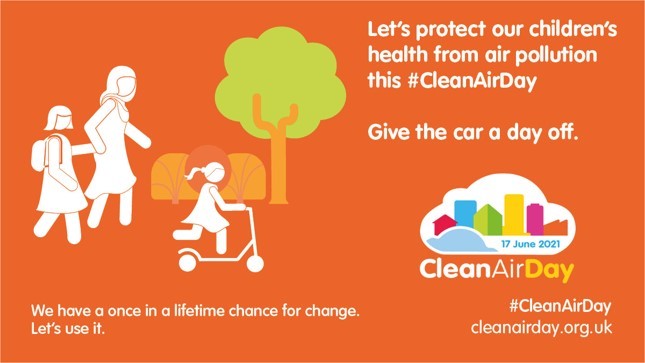 Let's protect our children's
health from air pollution
this #CleanAirDay
Give the car a day off.
17 June 2021
CleanAirDay
We have a once in a lifetime chance for change.
Let's use it.
#CleanAirDay
cleanairday.org.uk